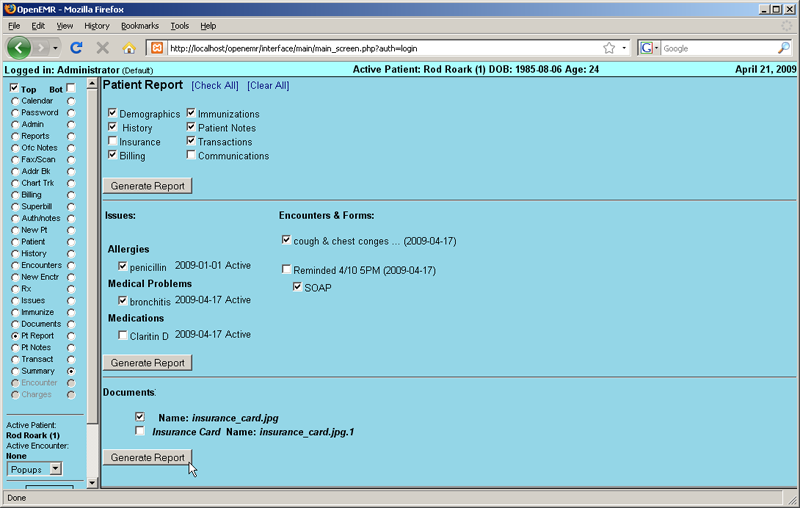 OpenEMR - Mozilla Firefox
File Edit View History Bookmarks Tools Help
http://localhost/openemr/interface/main/main_screen.php?auth=login
Google
Logged in: Administrator (Default) Active Patient: Rod Roark (1) DOB: 1985-08-06 Age: 24 April 21, 2009
Top Bot
Calendar
Password
Admin
Reports
Ofc Notes
Fax/Scan
Addr Bk
Chart Trk
Billing
Superbill
Auth/notes
New Pt
Patient
History
Encounters
New Enctr
Rx
Issues
Immunize
Documents
Pt Report
Pt Notes
Transact
Summary
Encounter
Charges
Active Patient:
Rod Roark (1)
Active Encounter:
None
Popups
Patient Report [Check All] [Clear All]
Demographics Immunizations
History Patient Notes
Insurance Transactions
Billing Communications
Generate Report
Issues: Encounters & Forms:
cough & chest conges ... (2009-04-17)
Allergies
penicillin 2009-01-01 Active
Reminded 4/10 5PM (2009-04-17)
Medical Problems
SOAP
bronchitis 2009-04-17 Active
Medications
Claritin D 2009-04-17 Active
Generate Report
Documents:
Name: insurance_card.jpg
Insurance Card Name: insurance_card.jpg.1
Generate Report
Done